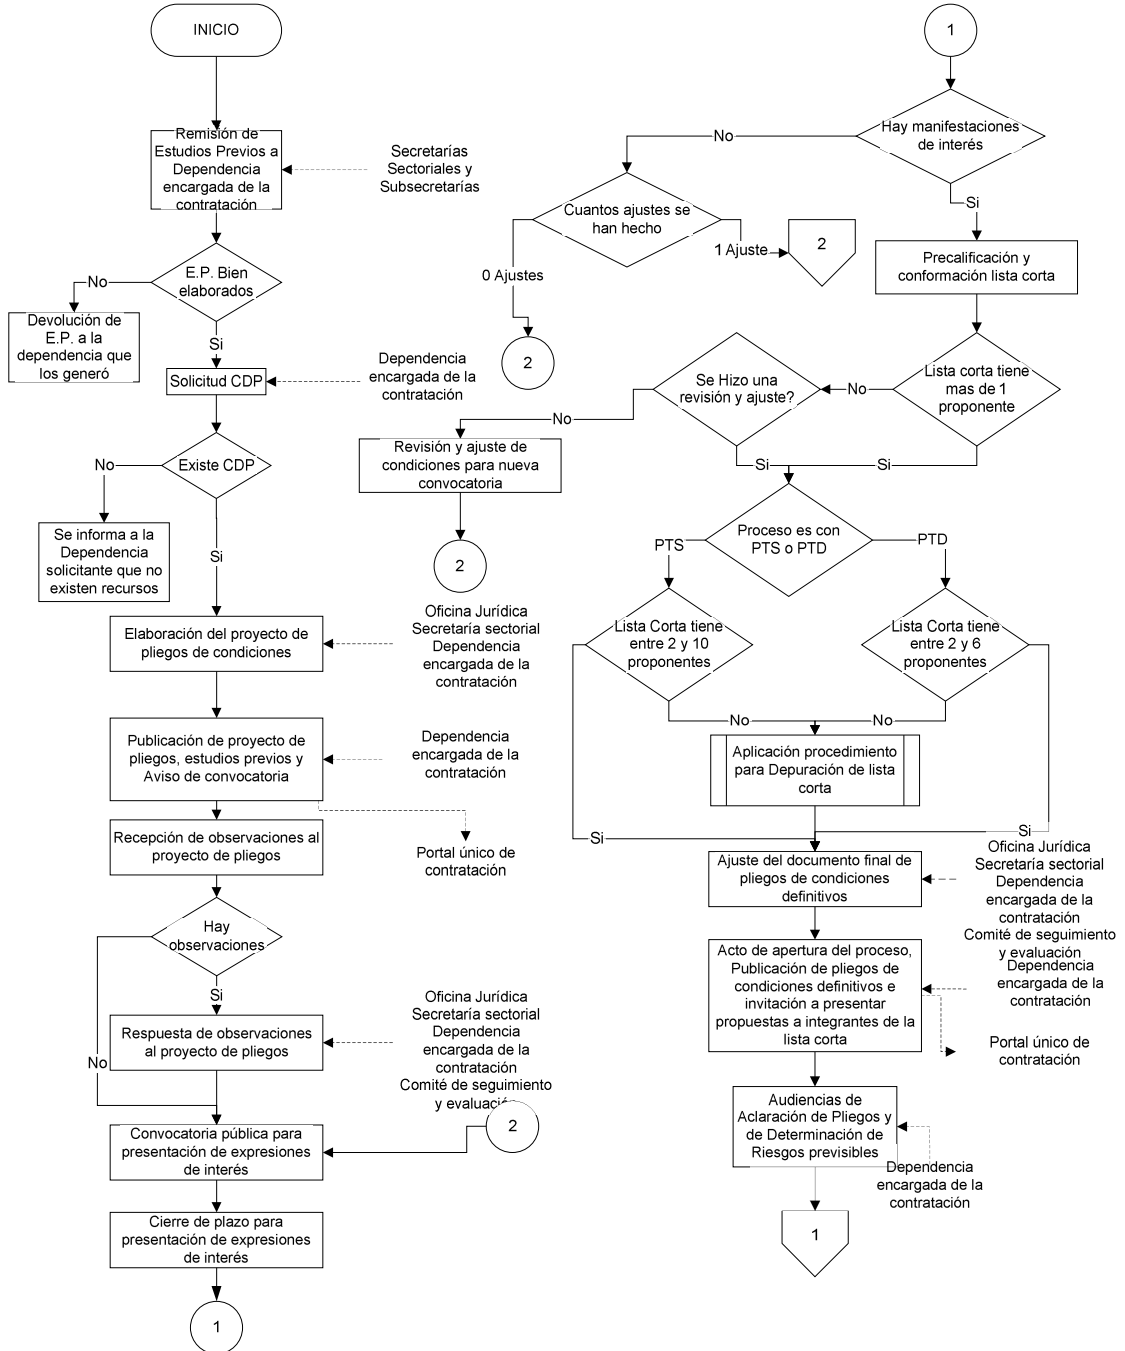 INICIO
Remisión de
Estudios Previos a
Dependencia
encargada de la
contratación
Secretarías
Sectoriales y
Subsecretarías
E.P. Bien
elaborados
No
Devolución de
E.P. a la
dependencia que
los generó
Si
Solicitud CDP
Dependencia
encargada de la
contratación
Existe CDP
No
Se informa a la
Dependencia
solicitante que no
existen recursos
Si
Elaboración del proyecto de
pliegos de condiciones
Oficina Jurídica
Secretaría sectorial
Dependencia
encargada de la
contratación
Publicación de proyecto de
pliegos, estudios previos y
Aviso de convocatoria
Dependencia
encargada de la
contratación
Portal único de
contratación
Recepción de observaciones al
proyecto de pliegos
Hay
observaciones
Si
No
Respuesta de observaciones
al proyecto de pliegos
Oficina Jurídica
Secretaría sectorial
Dependencia
encargada de la
contratación
Comité de seguimiento
y evaluación
2
Convocatoria pública para
presentación de expresiones
de interés
Cierre de plazo para
presentación de expresiones
de interés
1
1
Hay manifestaciones
de interés
No
Cuantos ajustes se
han hecho
1 Ajuste
2
0 Ajustes
2
Si
Precalificación y
conformación lista corta
Lista corta tiene
mas de 1
proponente
No
Se Hizo una
revisión y ajuste?
No
Revisión y ajuste de
condiciones para nueva
convocatoria
2
Si
Si
Proceso es con
PTS o PTD
PTS
PTD
Lista Corta tiene
entre 2 y 10
proponentes
Lista Corta tiene
entre 2 y 6
proponentes
No
No
Aplicación procedimiento
para Depuración de lista
corta
Si
Si
Ajuste del documento final de
pliegos de condiciones
definitivos
Oficina Jurídica
Secretaría sectorial
Dependencia
encargada de la
contratación
Comité de seguimiento
y evaluación
Acto de apertura del proceso,
Publicación de pliegos de
condiciones definitivos e
invitación a presentar
propuestas a integrantes de la
lista corta
Dependencia
encargada de la
contratación
Portal único de
contratación
Audiencias de
Aclaración de Pliegos y
de Determinación de
Riesgos previsibles
Dependencia
encargada de la
contratación
1